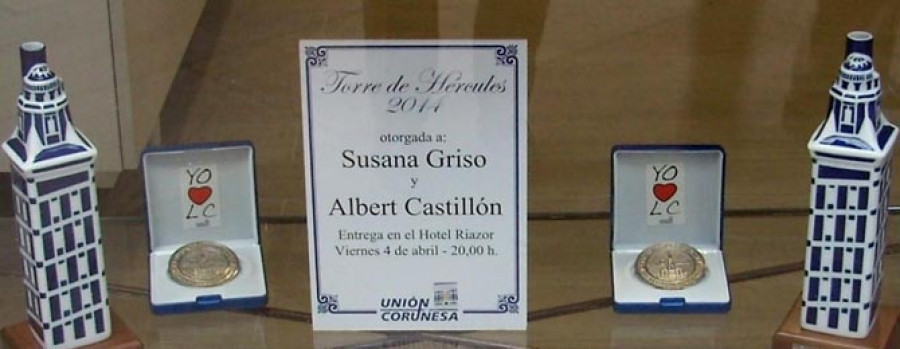 Torre de Hércules
2014
otorgada a:
Susana Griso
y
Albert Castillón
Entrega en el Hotel Riazor
Viernes 4 de abril - 20,00 h.
UNIÓN
CORUÑESA
YO
LC
YO
LC